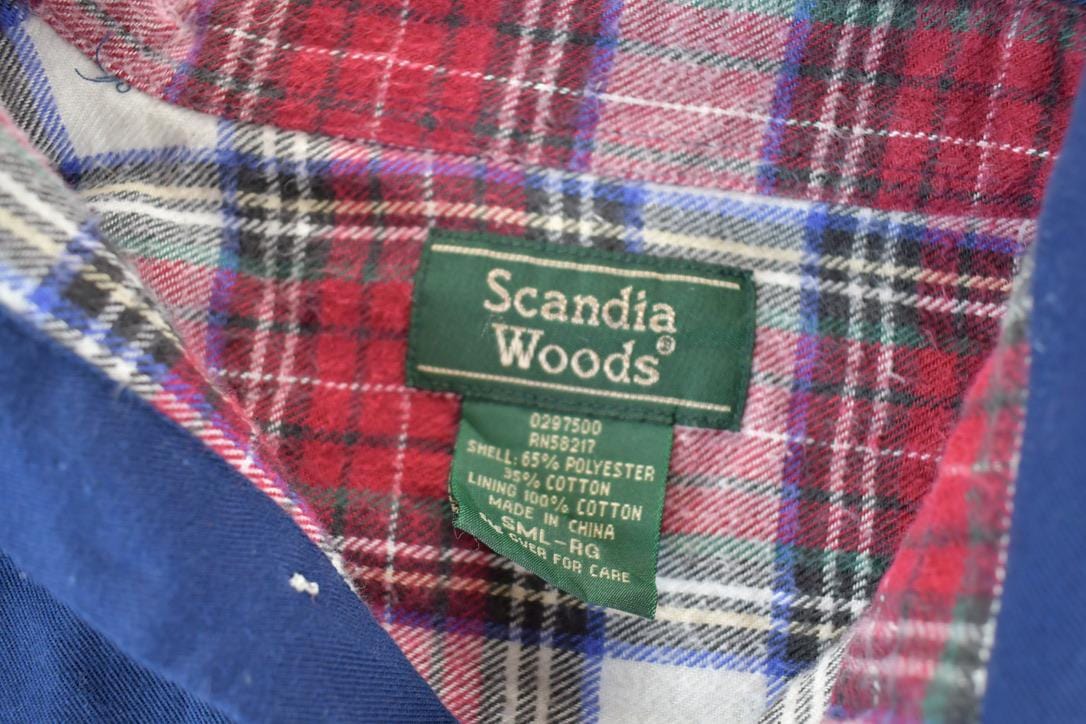 Scandia
Woods®
0297500
RN58217
SHELL: 65% POLYESTER
35% COTTON
LINING 100% COTTON
MADE IN CHINA
SML-RG
OVER FOR CARE